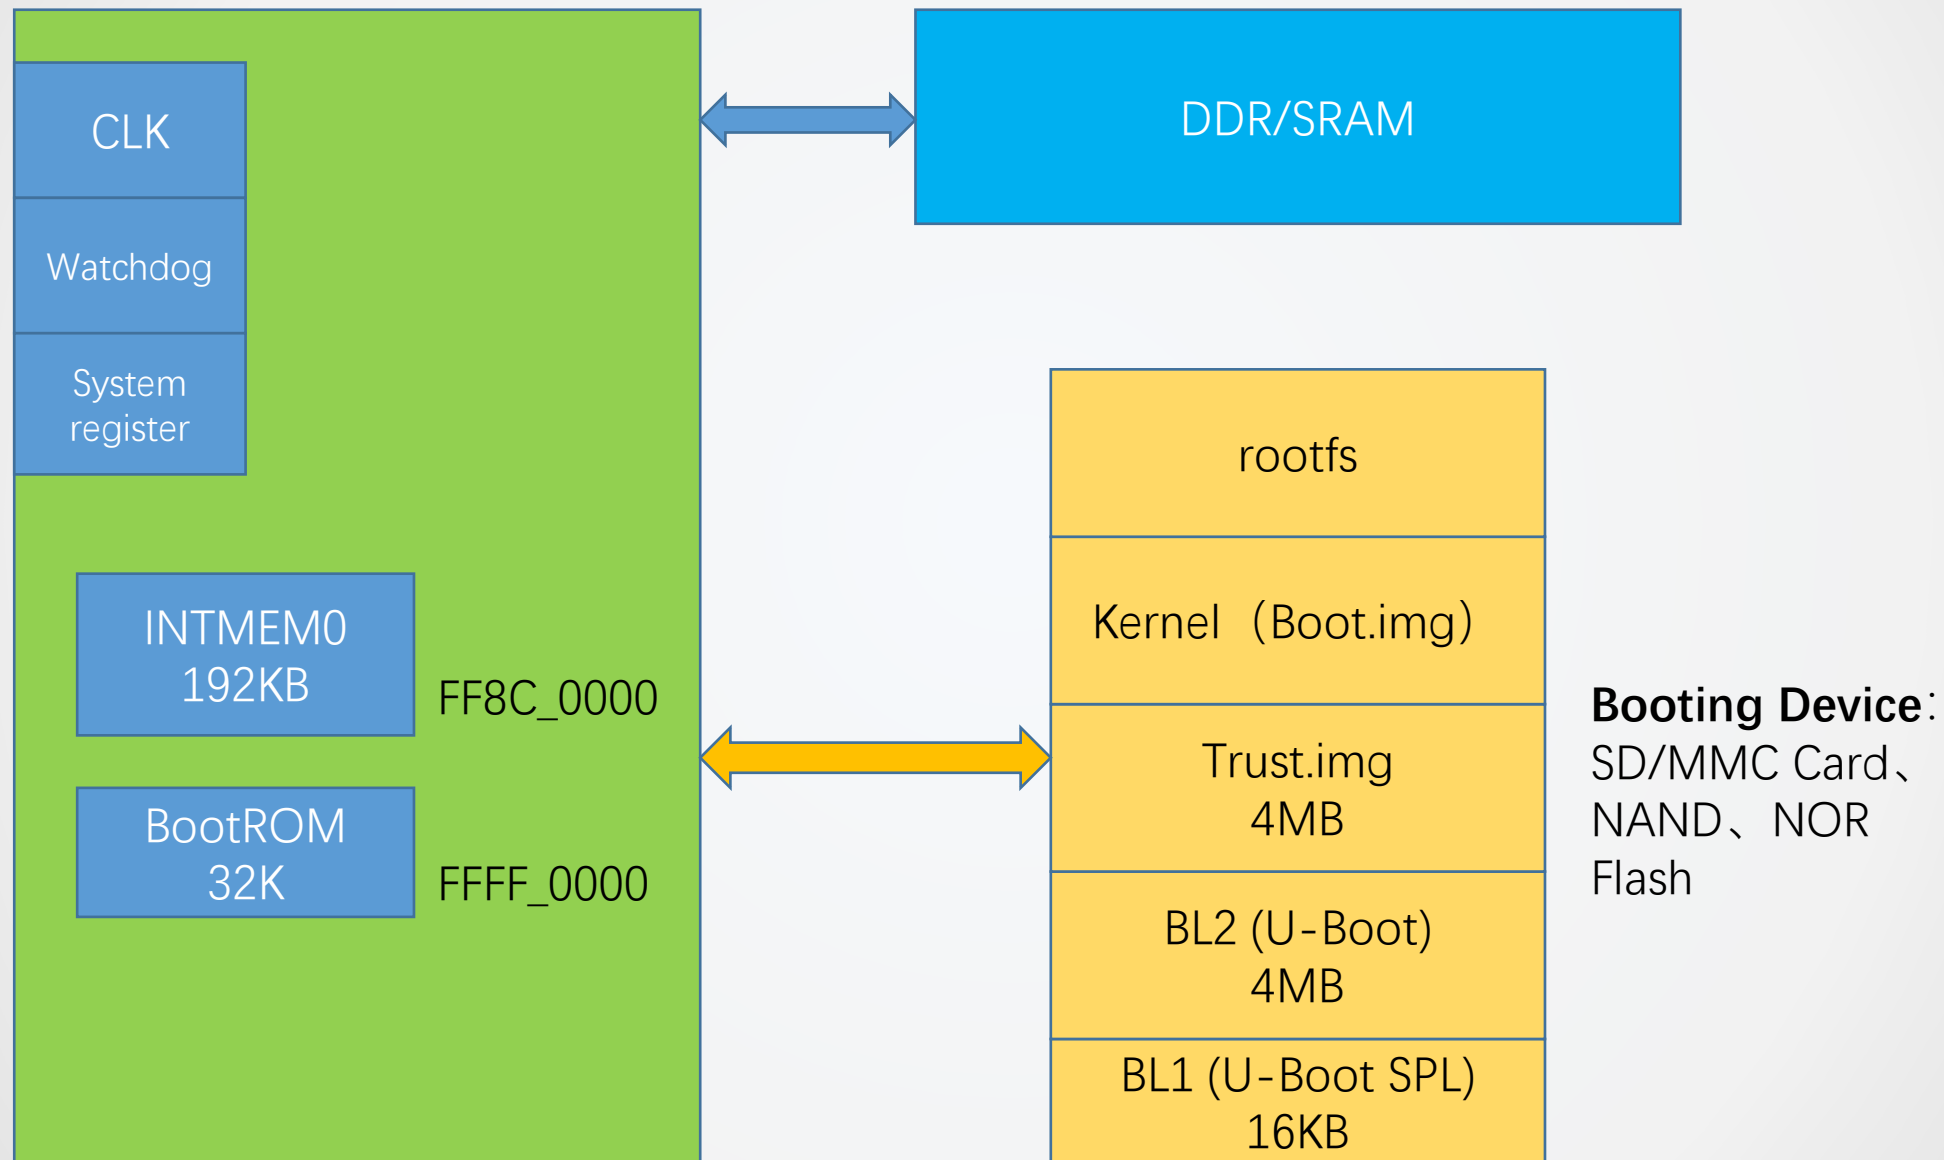 CLK
Watchdog
System
register
INTMEM0
192KB
FF8C_0000
BootROM
32K
FFFF_0000
DDR/SRAM
rootfs
Kernel（Boot.img）
Trust.img
4MB
BL2 (U-Boot)
4MB
BL1 (U-Boot SPL)
16KB
Booting Device：
SD/MMC Card、
NAND、NOR
Flash